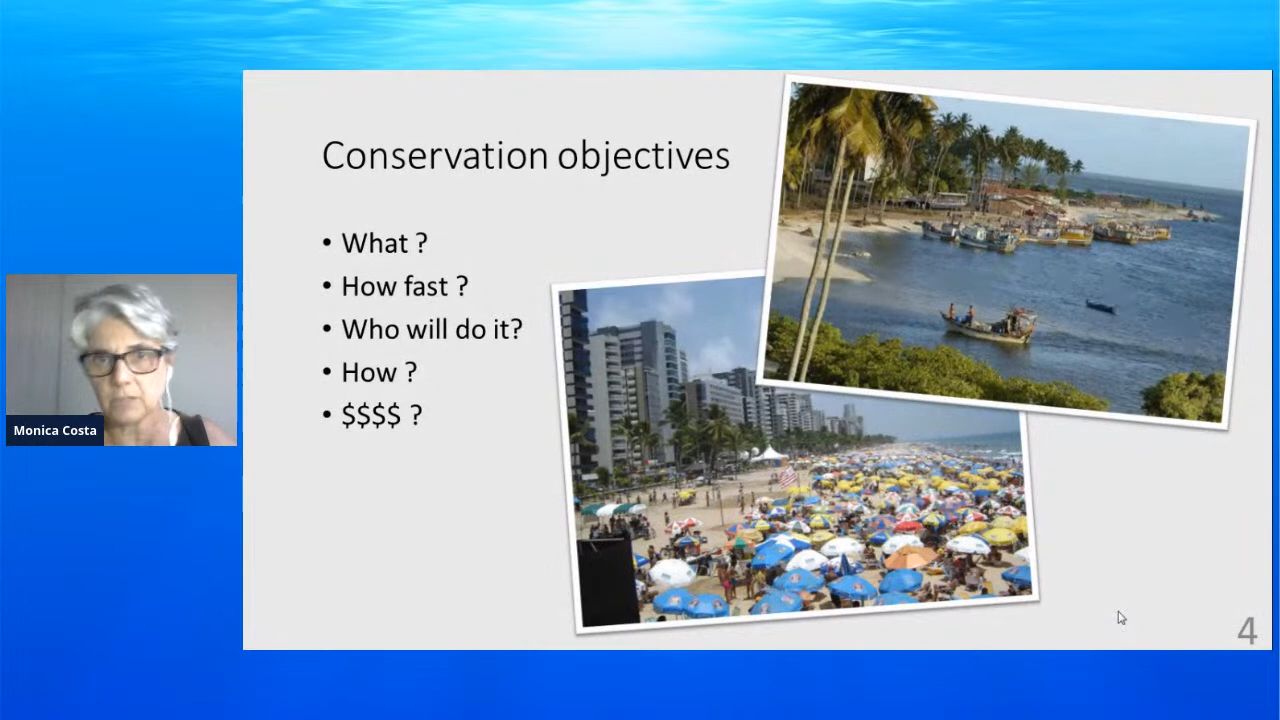 Conservation objectives
• What ?
• How fast ?
• Who will do it?
• How ?
• $$$$ ?
Monica Costa
4